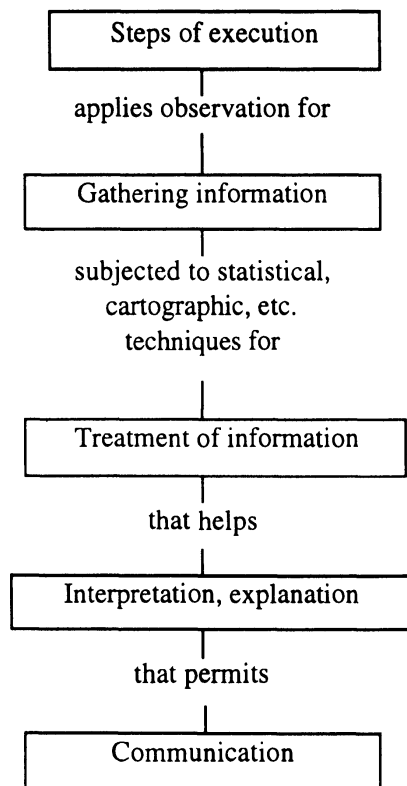 Steps of execution
applies observation for
Gathering information
subjected to statistical,
cartographic, etc.
techniques for
Treatment of information
that helps
Interpretation, explanation
that permits
Communication